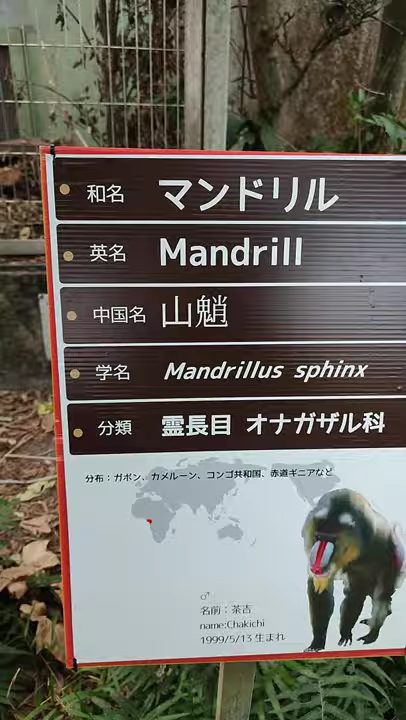 和名 マンドリル
英名 Mandrill
中国名 山魈
学名 Mandrillus sphinx
分類 霊長目 オナガザル科
分布：ガボン、カメルーン、コンゴ共和国、赤道ギニアなど
♂
名前：茶吉
name:Chakichi
1999/5/13 生まれ